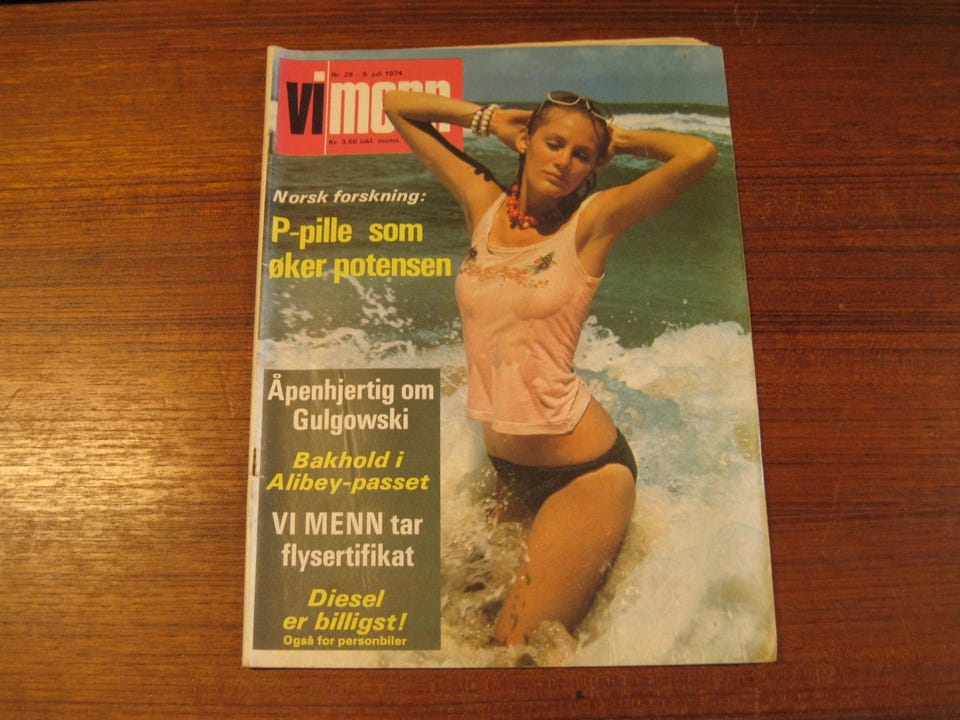 Nr. 28 – 9. juli 1974
vi menn
Kr. 3.50 inkl. moms.
Norsk forskning:
P-pille som
øker potensen
Åpenhjertig om
Gulgowski
Bakhold i
Alibey-passet
VI MENN tar
flysertifikat
Diesel
er billigst!
Også for personbiler